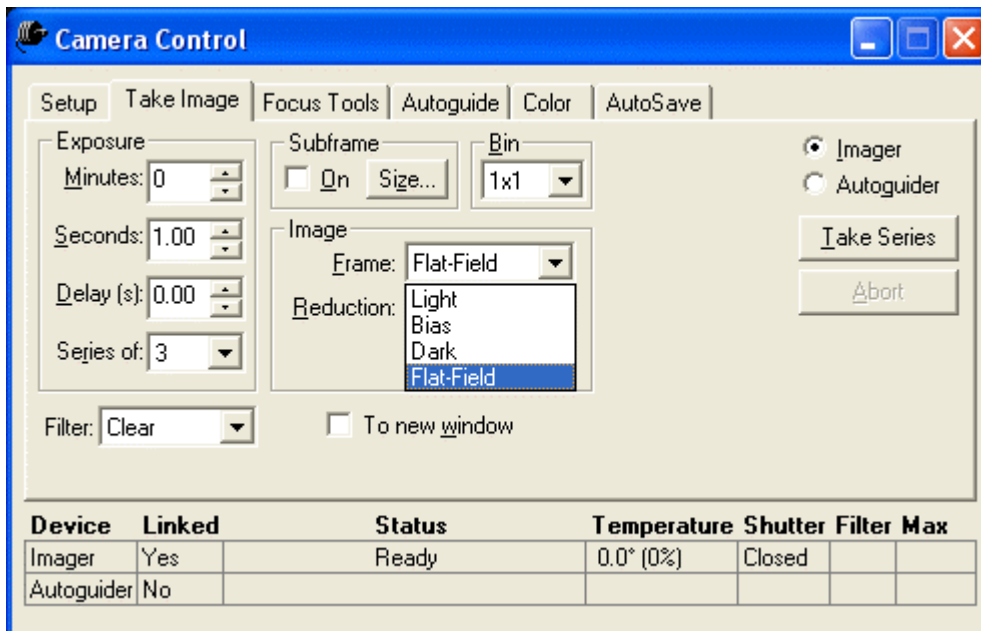 Camera Control
Setup Take Image Focus Tools Autoguide Color AutoSave
Exposure
Minutes: 0
Seconds: 1.00
Delay (s): 0.00
Series of: 3
Subframe
On Size...
Bin
1x1
Image
Frame: Flat-Field
Reduction:
Light
Bias
Dark
Flat-Field
Imager
Autoguider
Take Series
Abort
Filter: Clear
To new window
Device Linked Status Temperature Shutter Filter Max
Imager Yes Ready 0.0° (0%) Closed
Autoguider No